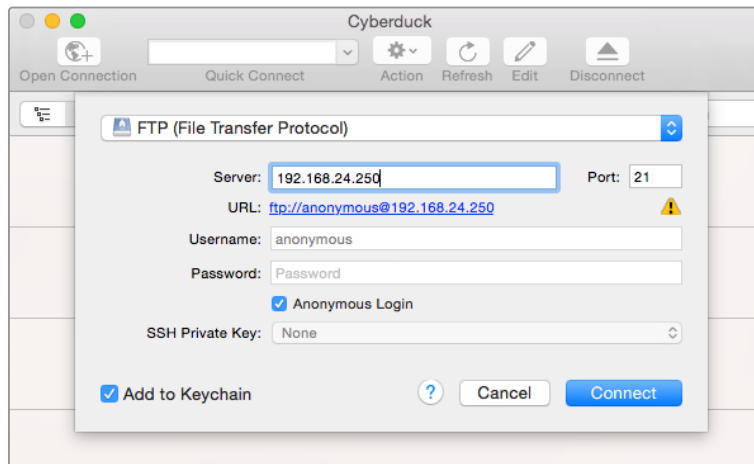 Cyberduck
Open Connection Quick Connect Action Refresh Edit Disconnect
FTP (File Transfer Protocol)
Server: 192.168.24.250 Port: 21
URL: ftp://anonymous@192.168.24.250
Username: anonymous
Password: Password
Anonymous Login
SSH Private Key: None
Add to Keychain ? Cancel Connect